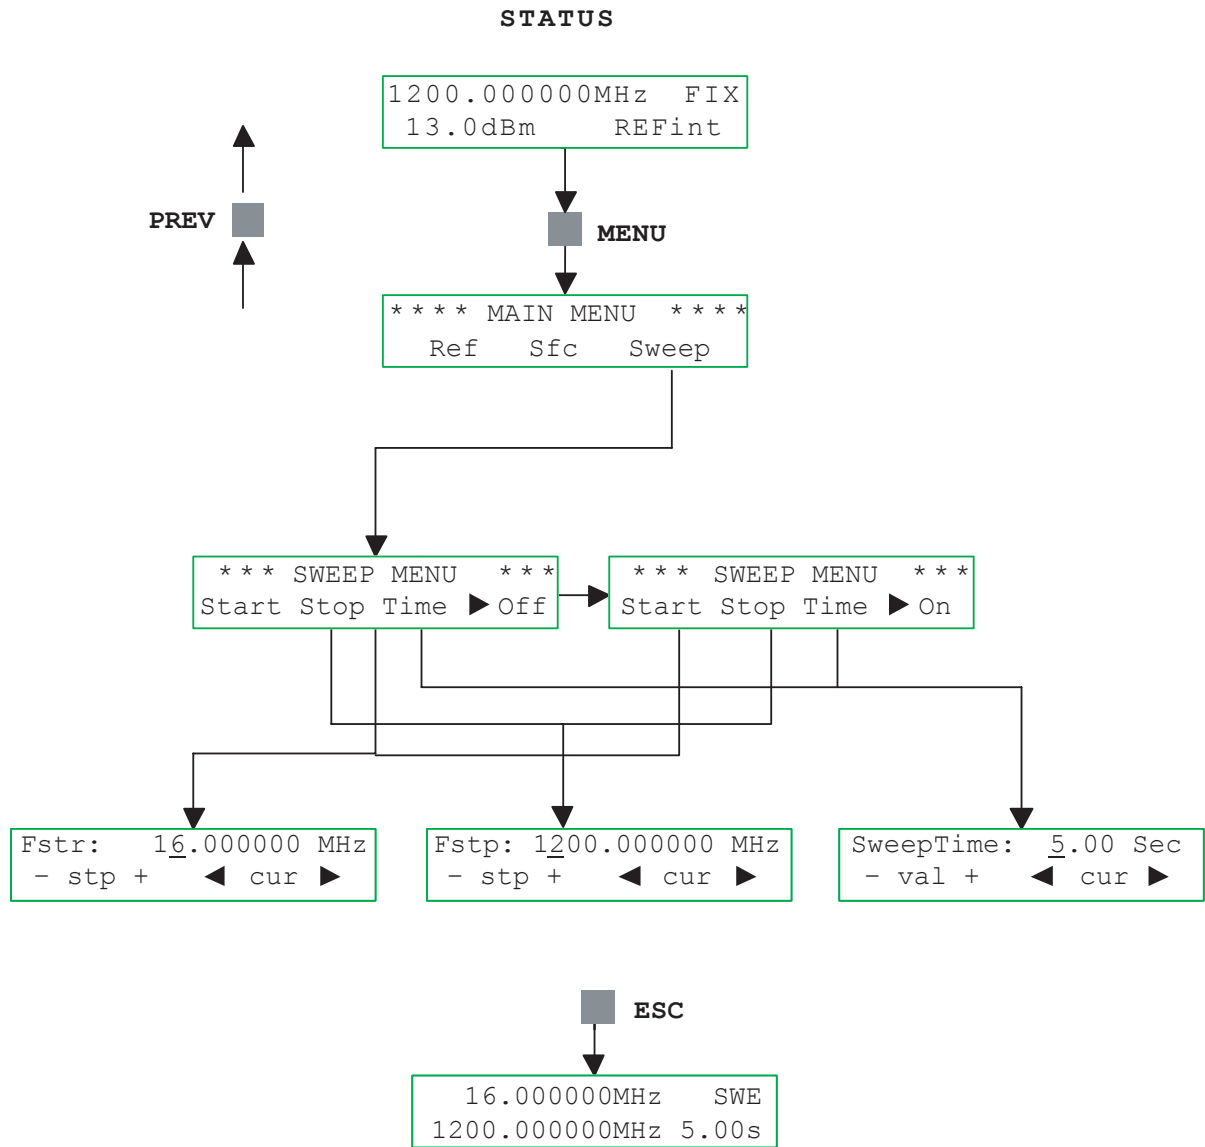 STATUS
1200.000000MHz FIX
13.0dBm REFint
PREV
MENU
**** MAIN MENU ****
Ref Sfc Sweep
*** SWEEP MENU ***
Start Stop Time ▶ Off
*** SWEEP MENU ***
Start Stop Time ▶ On
Fstr: 16.000000 MHz
- stp + ◀ cur ▶
Fstp: 1200.000000 MHz
- stp + ◀ cur ▶
SweepTime: 5.00 Sec
- val + ◀ cur ▶
ESC
16.000000MHz SWE
1200.000000MHz 5.00s